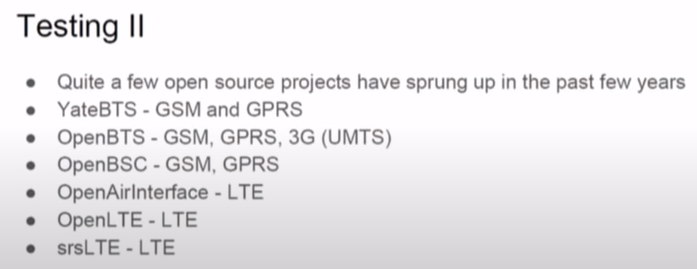 Testing II
● Quite a few open source projects have sprung up in the past few years
● YateBTS - GSM and GPRS
● OpenBTS - GSM, GPRS, 3G (UMTS)
● OpenBSC - GSM, GPRS
● OpenAirInterface - LTE
● OpenLTE - LTE
● srsLTE - LTE